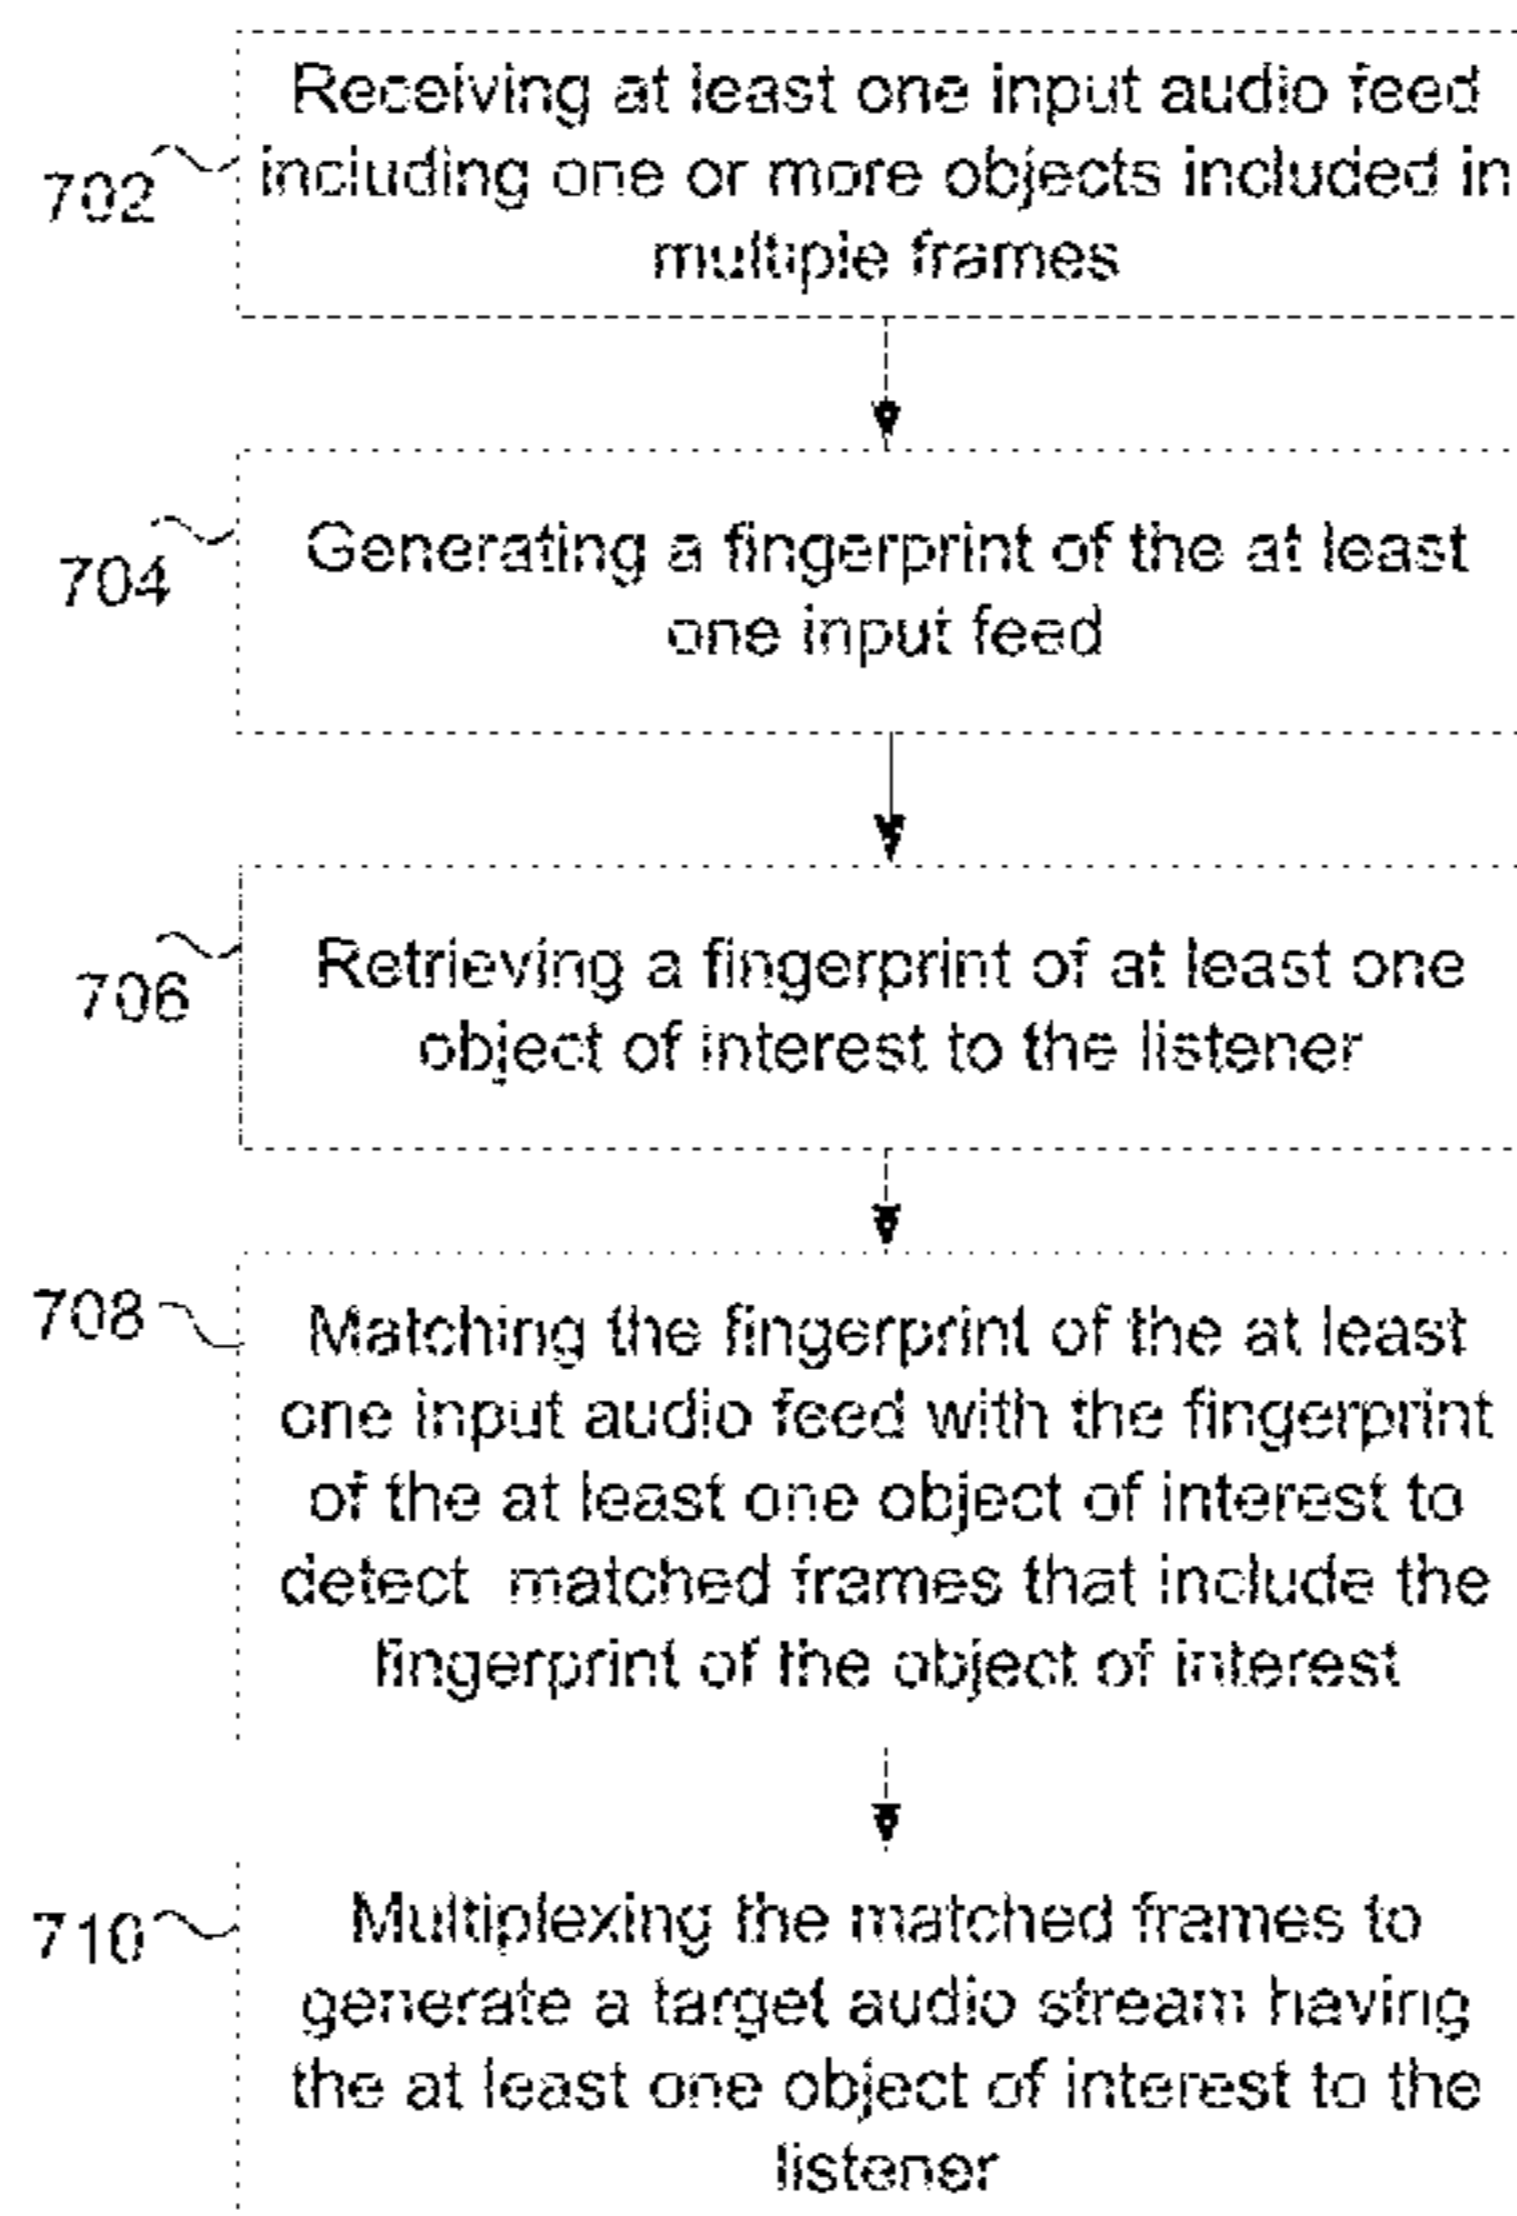 Receiving at least one input audio feed
702 including one or more objects included in
multiple frames
704 Generating a fingerprint of the at least
one input feed
706 Retrieving a fingerprint of at least one
object of interest to the listener
708 Matching the fingerprint of the at least
one input audio feed with the fingerprint
of the at least one object of interest to
detect matched frames that include the
fingerprint of the object of interest
710 Multiplexing the matched frames to
generate a target audio stream having
the at least one object of interest to the
listener